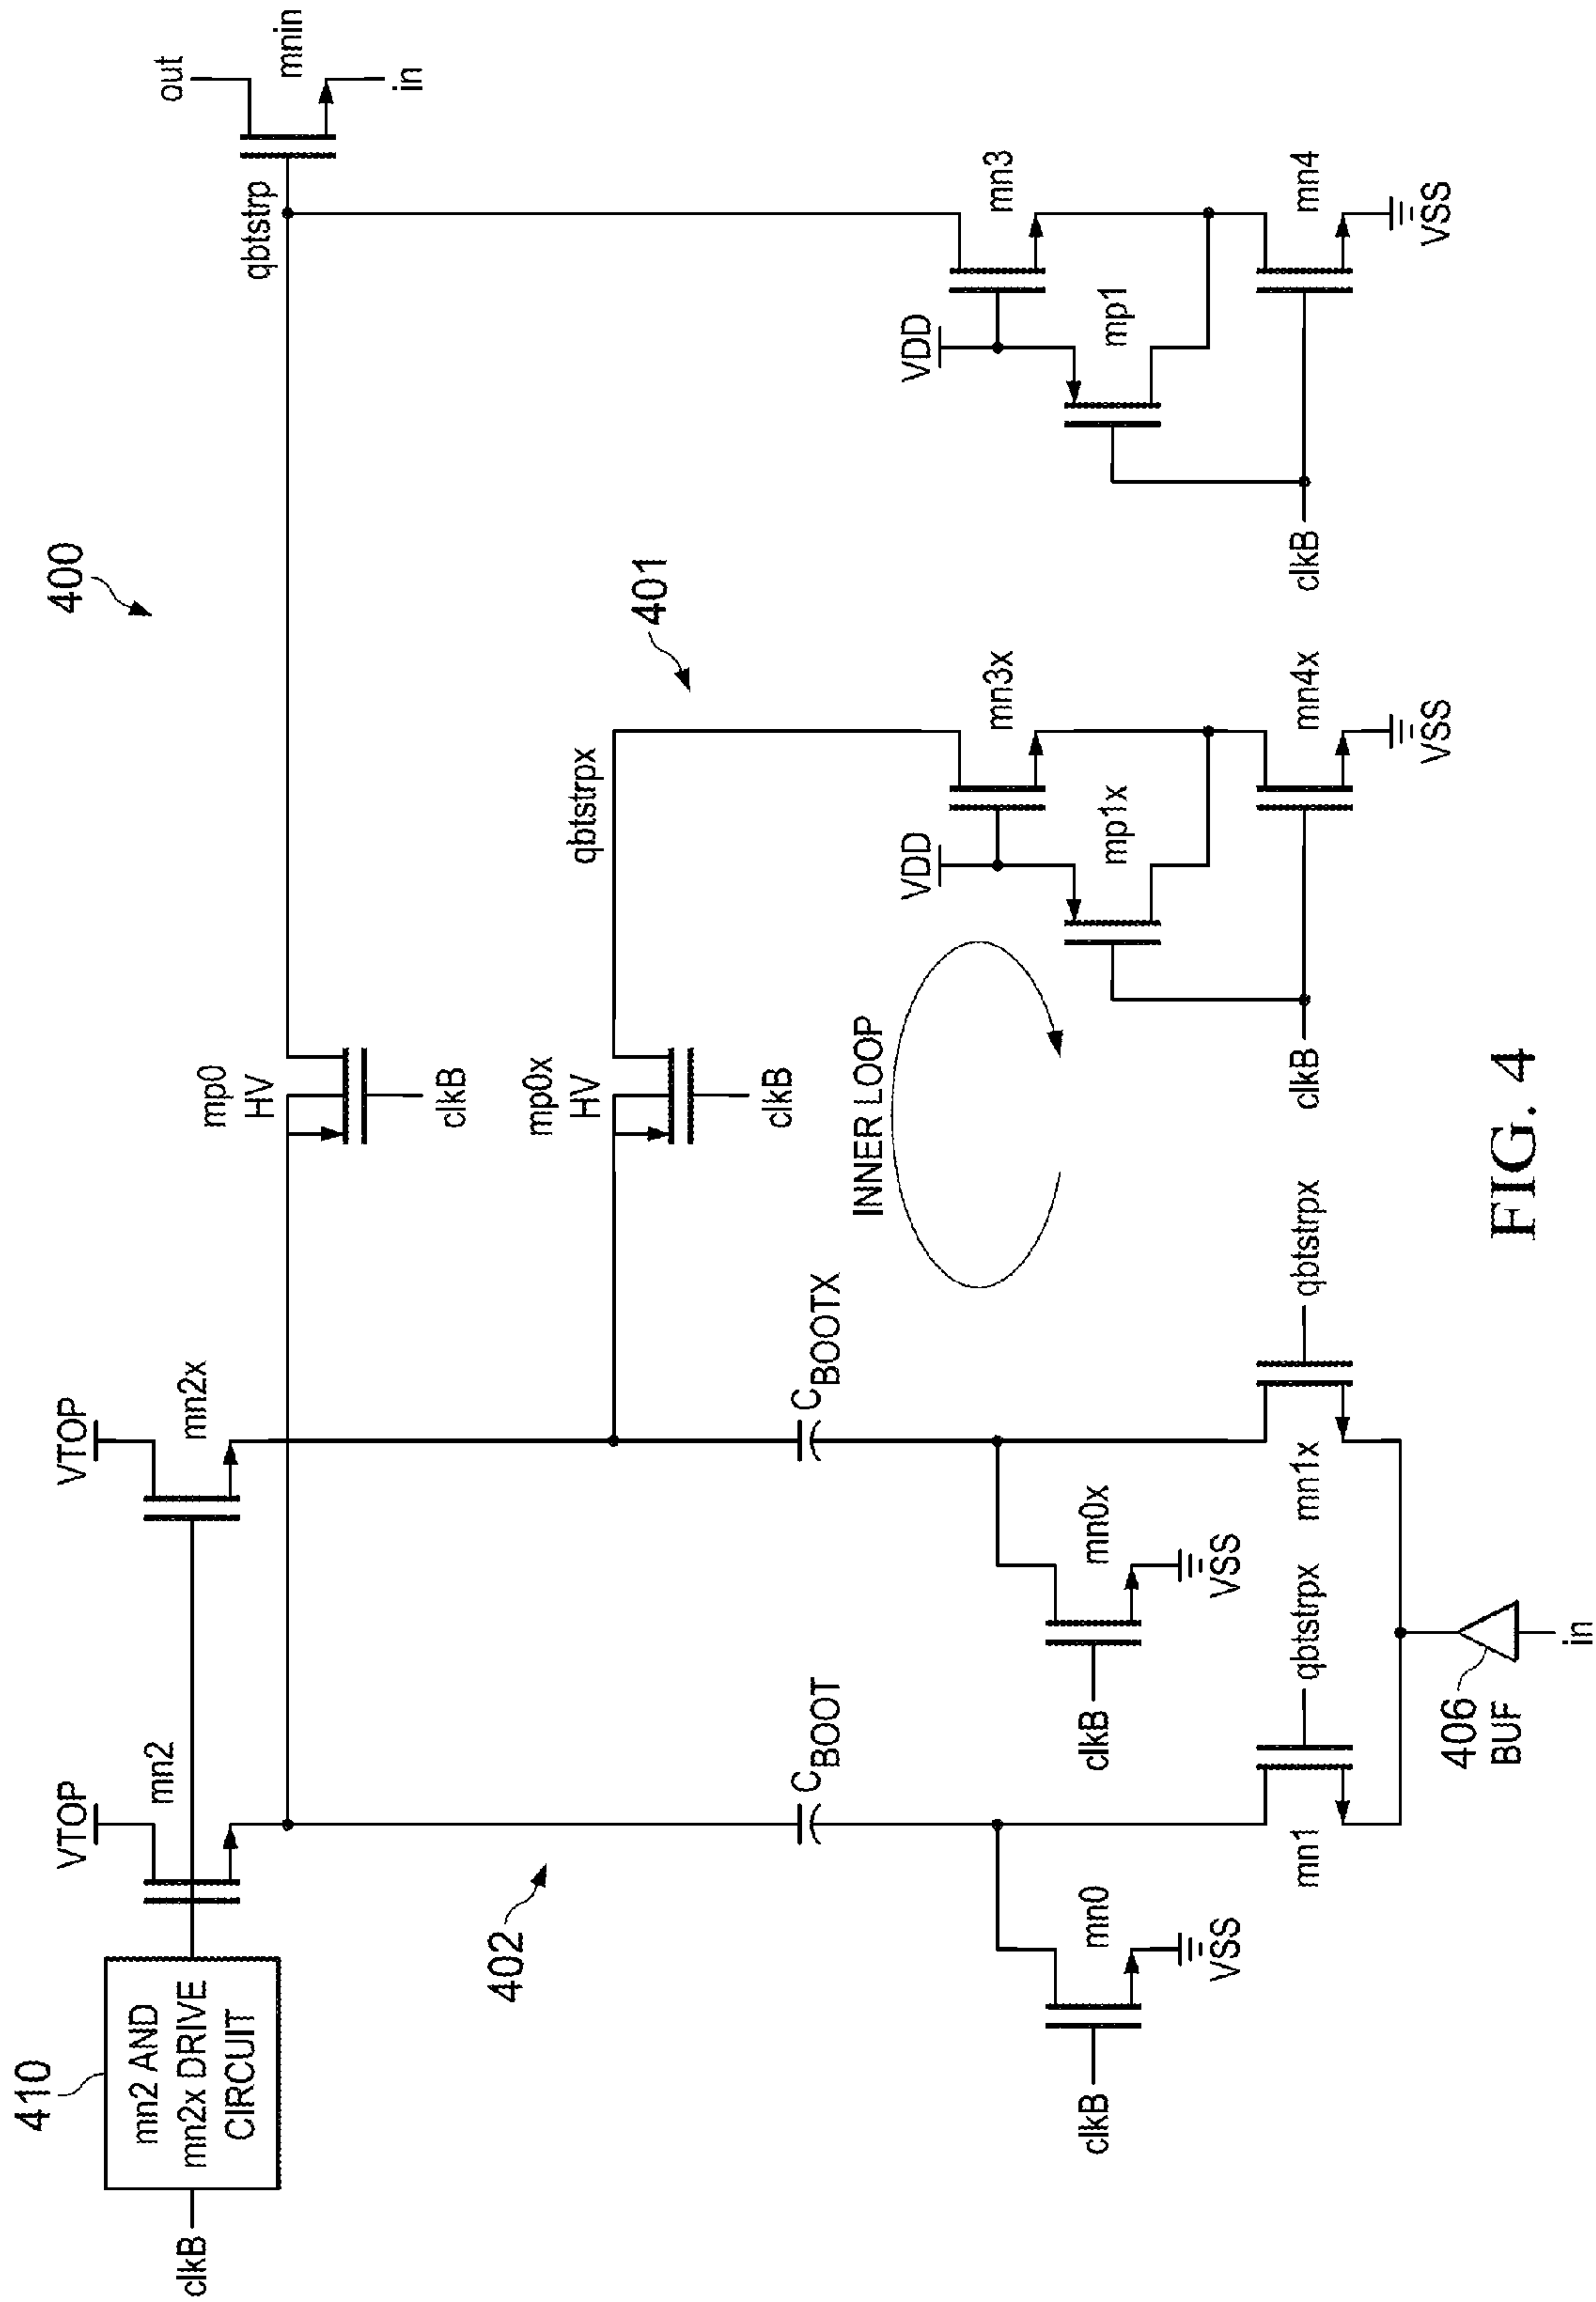 400
out
mnin
in
qbtstrp
VTOP
mn2
VTOP
mn2x
410
mn2 AND
mn2x DRIVE
CIRCUIT
clkB
mp0
HV
clkB
402
401
mp0x
HV
clkB
qbtstrpx
CBOOT
CBOOTX
INNER LOOP
VDD
mn3x
mp1x
mn4x
clkB
VSS
VDD
mn3
mp1
mn4
clkB
VSS
mn0
clkB
VSS
mn0x
clkB
VSS
mn1
qbtstrpx
mn1x
qbtstrpx
406
BUF
in
FIG. 4